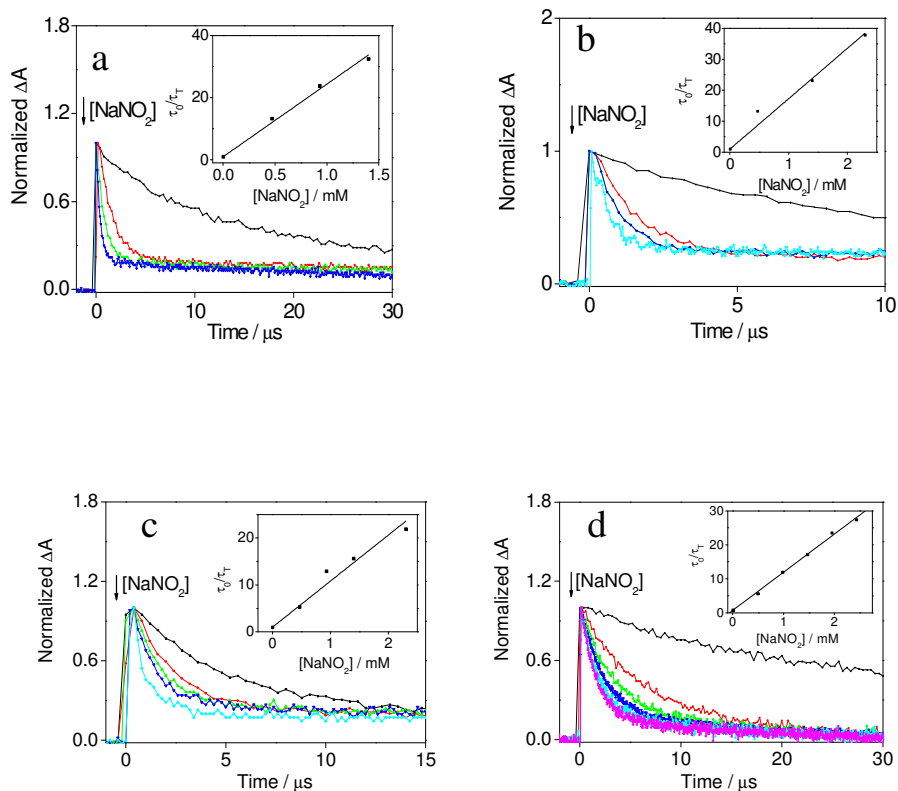 a
Normalized ΔA
1.8
1.2
0.6
0.0
[NaNO2]
τ0/τT
40
20
0
0.0 0.5 1.0 1.5
[NaNO2] / mM
0 10 20 30
Time / μs
b
Normalized ΔA
2
1
0
[NaNO2]
τ0/τT
40
30
20
10
0
0 1 2
[NaNO2] / mM
0 5 10
Time / μs
c
Normalized ΔA
1.8
1.2
0.6
0.0
[NaNO2]
τ0/τT
20
10
0
0 1 2
[NaNO2] / mM
0 5 10 15
Time / μs
d
Normalized ΔA
1.8
1.2
0.6
0.0
[NaNO2]
τ0/τT
30
20
10
0
0 1 2
[NaNO2] / mM
0 10 20 30
Time / μs